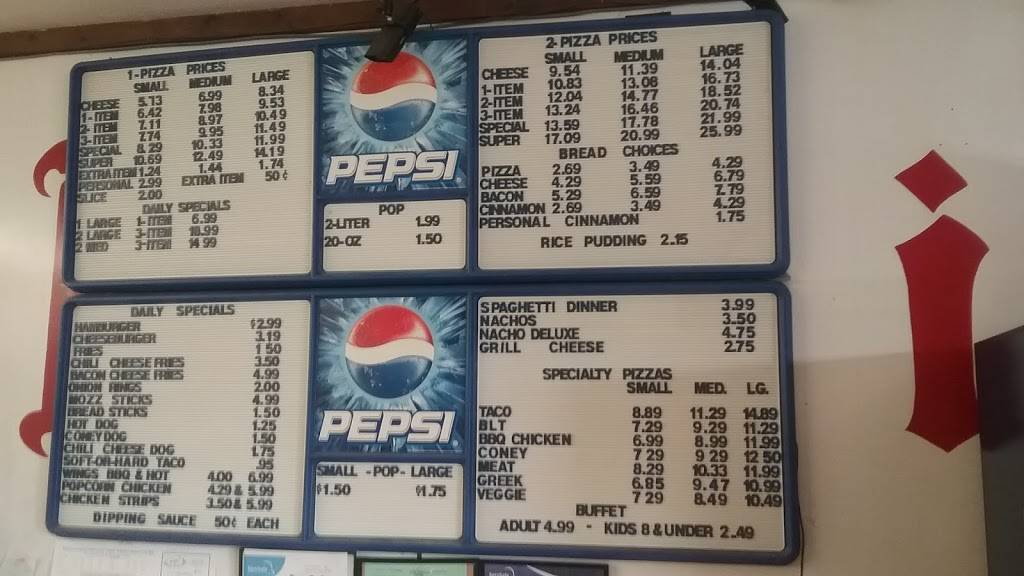 1-PIZZA PRICES
SMALL MEDIUM LARGE
CHEESE 5.73 6.99 8.34
1-ITEM 6.42 7.98 9.53
2-ITEM 7.11 8.97 10.49
3-ITEM 7.74 9.95 11.49
SPECIAL 8.29 10.33 11.99
SUPER 10.69 12.49 14.19
EXTRA ITEM 1.24 1.44 1.74
PERSONAL 2.99 EXTRA ITEM 50¢
SLICE 2.00
DAILY SPECIALS
1 LARGE 1-ITEM 6.99
1 LARGE 3-ITEM 10.99
2 MED 3-ITEM 14 99
PEPSI
POP
2-LITER 1.99
20-OZ 1.50
2-PIZZA PRICES
SMALL MEDIUM LARGE
CHEESE 9.54 11.39 14.04
1-ITEM 10.83 13.08 16.73
2-ITEM 12.04 14.77 18.52
3-ITEM 13.24 16.46 20.74
SPECIAL 13.59 17.78 21.99
SUPER 17.09 20.99 25.99
BREAD CHOICES
PIZZA 2.69 3.49 4.29
CHEESE 4.29 5.59 6.79
BACON 5.29 6.59 7.79
CINNAMON 2.69 3.49 4.29
PERSONAL CINNAMON 1.75
RICE PUDDING 2.15
DAILY SPECIALS
HAMBURGER $2.99
CHEESEBURGER 3.19
FRIES 1 50
CHILI CHEESE FRIES 3.50
BACON CHEESE FRIES 4.99
ONION RINGS 2.00
MOZZ STICKS 4.99
BREAD STICKS 1.50
HOT DOG 1.25
CONEY DOG 1.50
CHILI CHEESE DOG 1.75
SOFT-OR-HARD TACO .95
WINGS BBQ & HOT 4.00 6.99
POPCORN CHICKEN 4.29 & 5.99
CHICKEN STRIPS 3.50 & 5.99
DIPPING SAUCE 50¢ EACH
PEPSI
SMALL -POP- LARGE
$1.50 $1.75
SPAGHETTI DINNER 3.99
NACHOS 3.50
NACHO DELUXE 4.75
GRILL CHEESE 2.75
SPECIALTY PIZZAS
SMALL MED. LG.
TACO 8.89 11.29 14.89
BLT 7.29 9.29 11.29
BBQ CHICKEN 6.99 8.99 11.99
CONEY 7 29 9 29 12 50
MEAT 8.29 10.33 11.99
GREEK 6.85 9.47 10.99
VEGGIE 7 29 8.49 10.49
BUFFET
ADULT 4.99 - KIDS 8 & UNDER 2.49
i